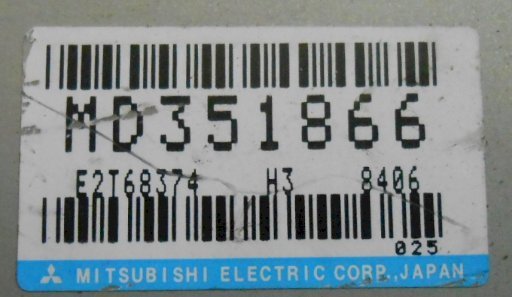 MD351866
E2T68374 H3 8406
025
MITSUBISHI ELECTRIC CORP., JAPAN